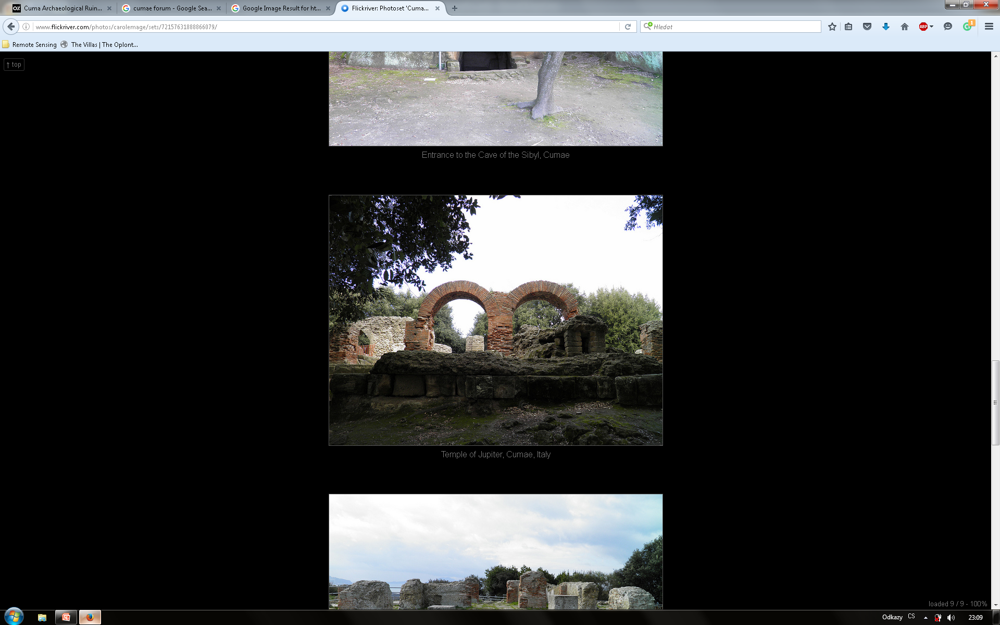 Cuma Archaeological Ruin...
cumae forum - Google Sea...
Google Image Result for ht...
Flickriver: Photoset 'Cuma...
www.flickriver.com/photos/carolemage/sets/72157631888866079/
Hledat
ABP
1
Remote Sensing
The Villas | The Oplont...
↑ top
Entrance to the Cave of the Sibyl, Cumae
Temple of Jupiter, Cumae, Italy
loaded 9 / 9 - 100%
Odkazy
CS
23:09